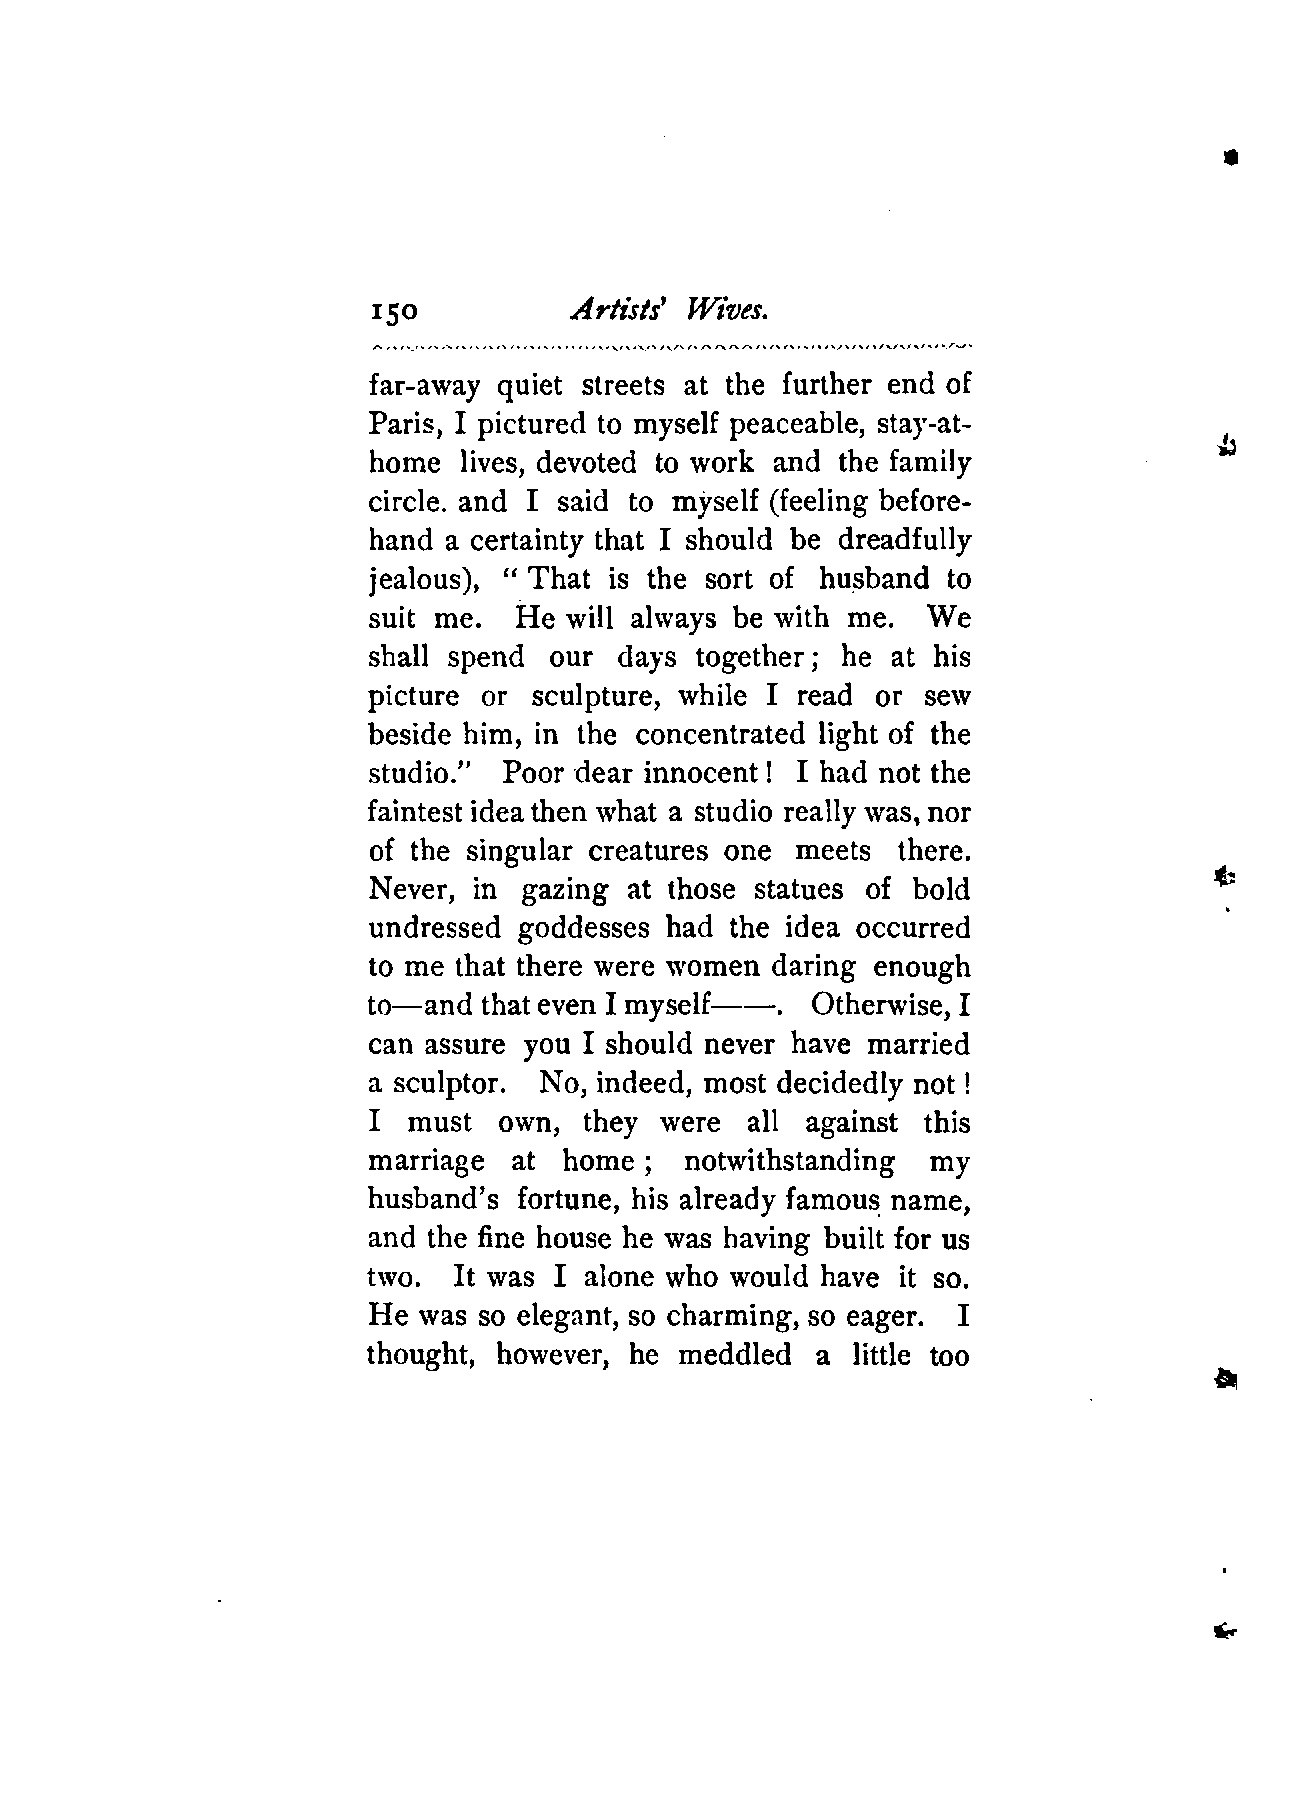 150 Artists' Wives.
far-away quiet streets at the further end of
Paris, I pictured to myself peaceable, stay-at-
home lives, devoted to work and the family
circle. and I said to myself (feeling before-
hand a certainty that I should be dreadfully
jealous), “ That is the sort of husband to
suit me. He will always be with me. We
shall spend our days together ; he at his
picture or sculpture, while I read or sew
beside him, in the concentrated light of the
studio.” Poor dear innocent ! I had not the
faintest idea then what a studio really was, nor
of the singular creatures one meets there.
Never, in gazing at those statues of bold
undressed goddesses had the idea occurred
to me that there were women daring enough
to—and that even I myself——. Otherwise, I
can assure you I should never have married
a sculptor. No, indeed, most decidedly not !
I must own, they were all against this
marriage at home ; notwithstanding my
husband's fortune, his already famous name,
and the fine house he was having built for us
two. It was I alone who would have it so.
He was so elegant, so charming, so eager. I
thought, however, he meddled a little too